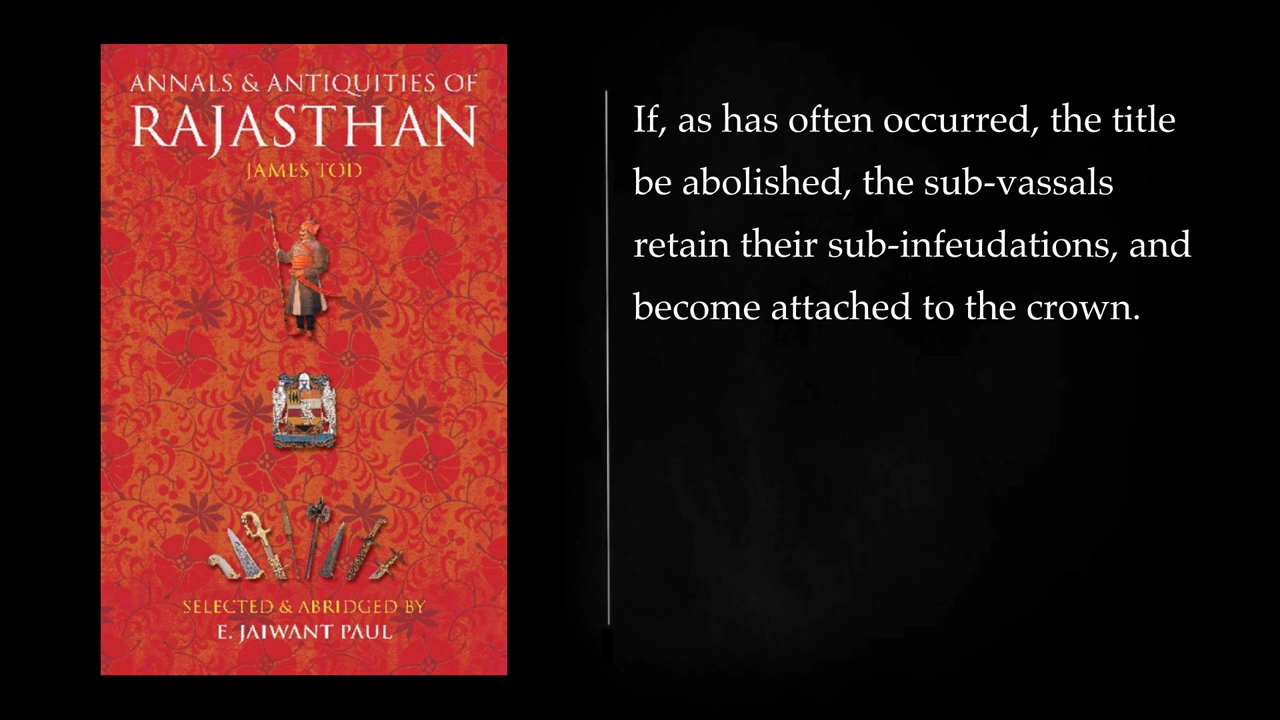 ANNALS & ANTIQUITIES OF
RAJASTHAN
JAMES TOD
SELECTED & ABRIDGED BY
E. JAIWANT PAUL
If, as has often occurred, the title
be abolished, the sub-vassals
retain their sub-infeudations, and
become attached to the crown.